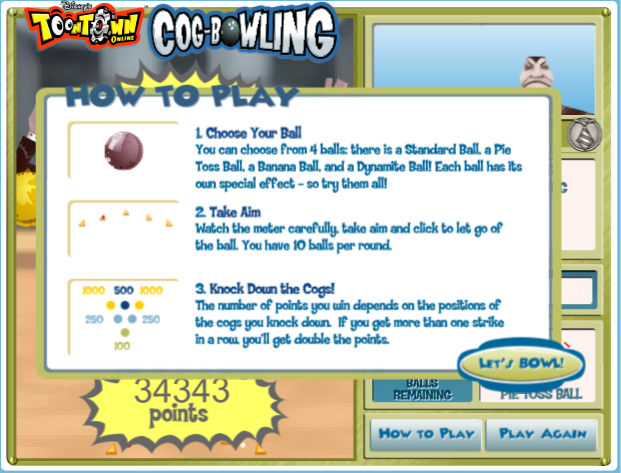 Disney's
TOONTOWN
ONLINE
COG-BOWLING
HOW TO PLAY
1. Choose Your Ball
You can choose from 4 balls: there is a Standard Ball, a Pie
Toss Ball, a Banana Ball, and a Dynamite Ball! Each ball has its
own special effect - so try them all!
2. Take Aim
Watch the meter carefully, take aim and click to let go of
the ball. You have 10 balls per round.
1000 500 1000
250 250
100
3. Knock Down the Cogs!
The number of points you win depends on the positions of
the cogs you knock down. If you get more than one strike
in a row, you'll get double the points.
LET'S BOWL!
34343
points
BALLS
REMAINING
PIE TOSS BALL
HOW TO PLAY
PLAY AGAIN